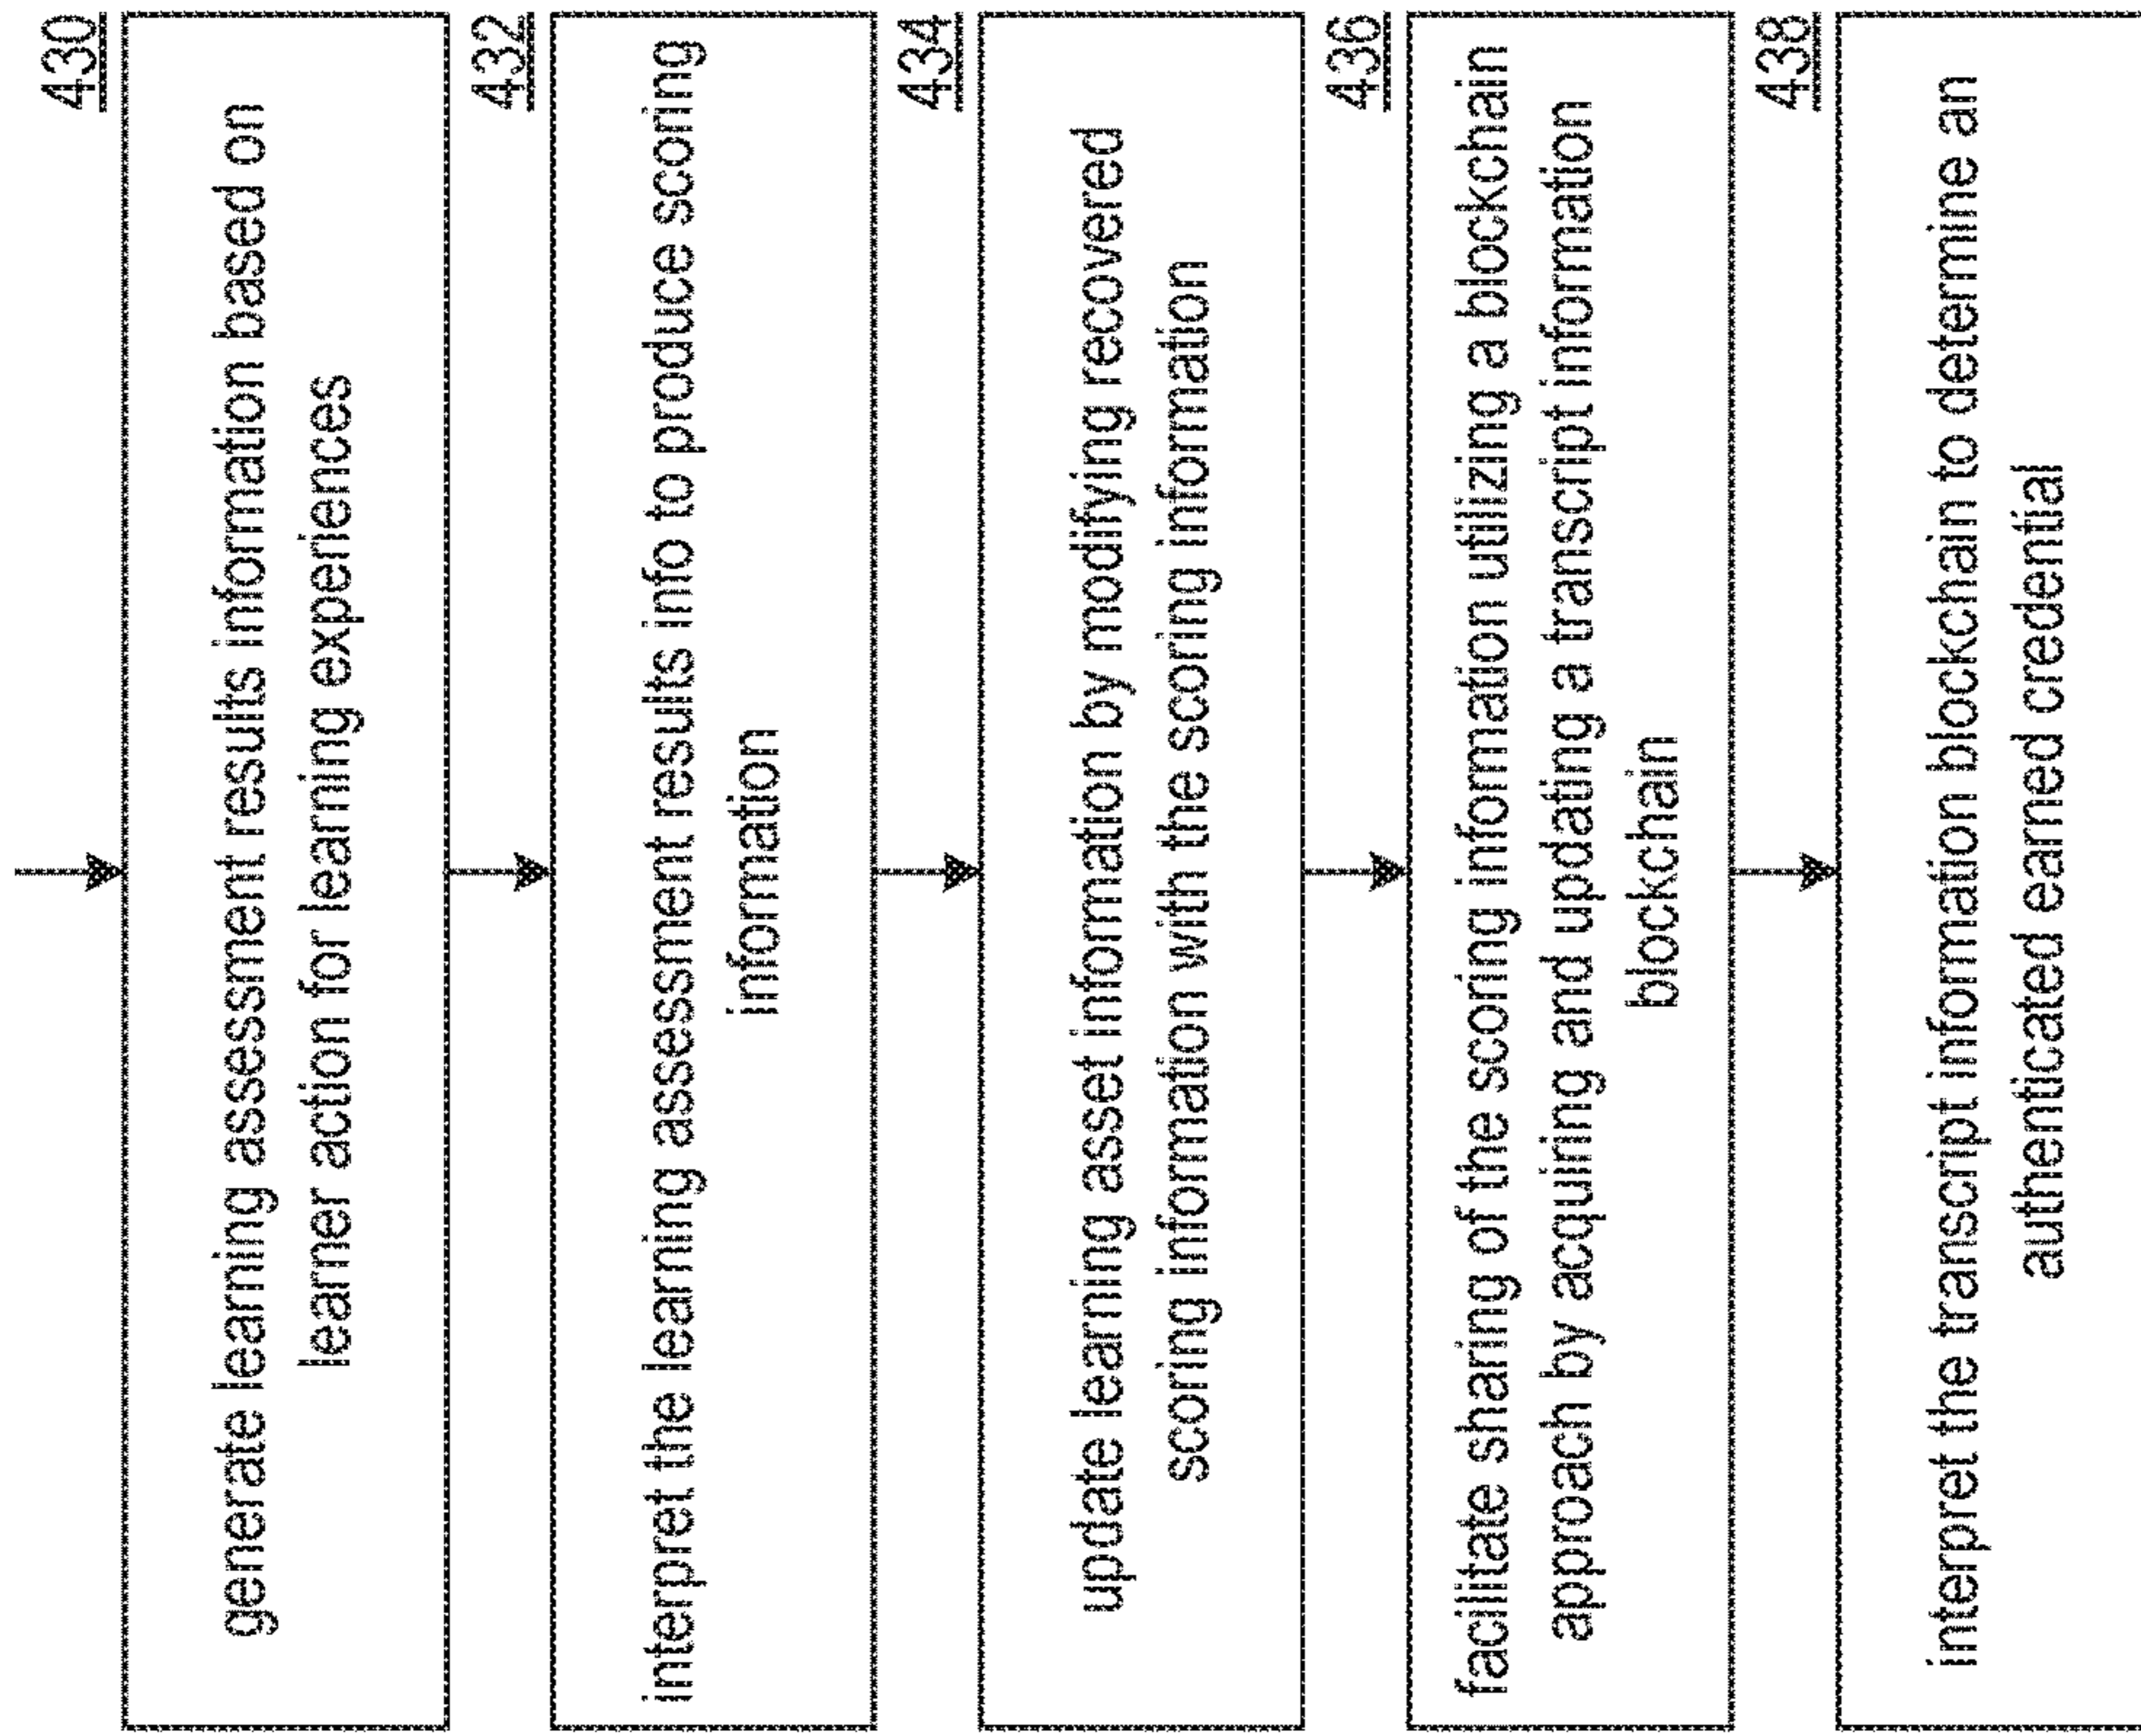 430
generate learning assessment results information based on
learner action for learning experiences
432
interpret the learning assessment results info to produce scoring
information
434
update learning asset information by modifying recovered
scoring information with the scoring information
436
facilitate sharing of the scoring information utilizing a blockchain
approach by acquiring and updating a transcript information
blockchain
438
interpret the transcript information blockchain to determine an
authenticated earned credential